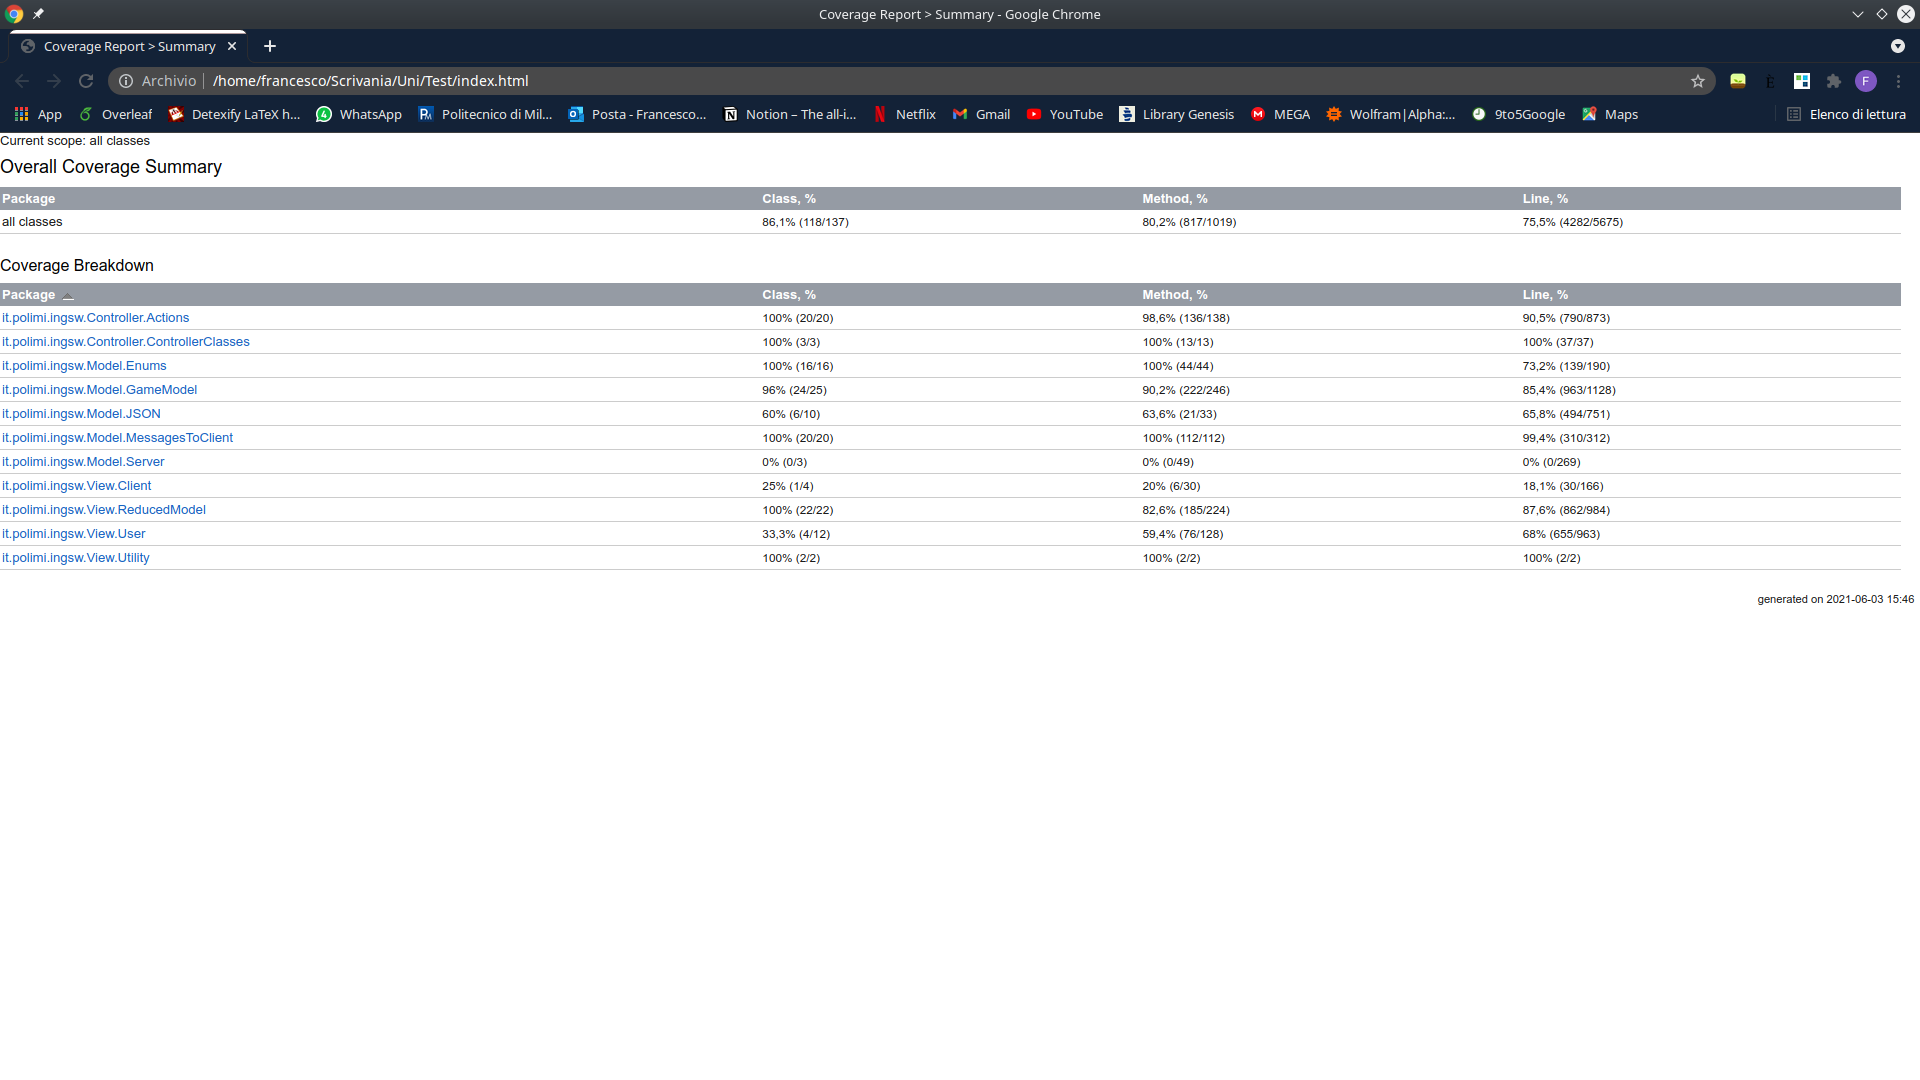 Coverage Report > Summary - Google Chrome
Coverage Report > Summary
Archivio /home/francesco/Scrivania/Uni/Test/index.html F
App Overleaf Detexify LaTeX h... WhatsApp Politecnico di Mil... Posta - Francesco... Notion – The all-i... Netflix Gmail YouTube Library Genesis MEGA Wolfram|Alpha:... 9to5Google Maps Elenco di lettura
Current scope: all classes
Overall Coverage Summary
Package Class, % Method, % Line, %
all classes 86,1% (118/137) 80,2% (817/1019) 75,5% (4282/5675)
Coverage Breakdown
Package Class, % Method, % Line, %
it.polimi.ingsw.Controller.Actions 100% (20/20) 98,6% (136/138) 90,5% (790/873)
it.polimi.ingsw.Controller.ControllerClasses 100% (3/3) 100% (13/13) 100% (37/37)
it.polimi.ingsw.Model.Enums 100% (16/16) 100% (44/44) 73,2% (139/190)
it.polimi.ingsw.Model.GameModel 96% (24/25) 90,2% (222/246) 85,4% (963/1128)
it.polimi.ingsw.Model.JSON 60% (6/10) 63,6% (21/33) 65,8% (494/751)
it.polimi.ingsw.Model.MessagesToClient 100% (20/20) 100% (112/112) 99,4% (310/312)
it.polimi.ingsw.Model.Server 0% (0/3) 0% (0/49) 0% (0/269)
it.polimi.ingsw.View.Client 25% (1/4) 20% (6/30) 18,1% (30/166)
it.polimi.ingsw.View.ReducedModel 100% (22/22) 82,6% (185/224) 87,6% (862/984)
it.polimi.ingsw.View.User 33,3% (4/12) 59,4% (76/128) 68% (655/963)
it.polimi.ingsw.View.Utility 100% (2/2) 100% (2/2) 100% (2/2)
generated on 2021-06-03 15:46